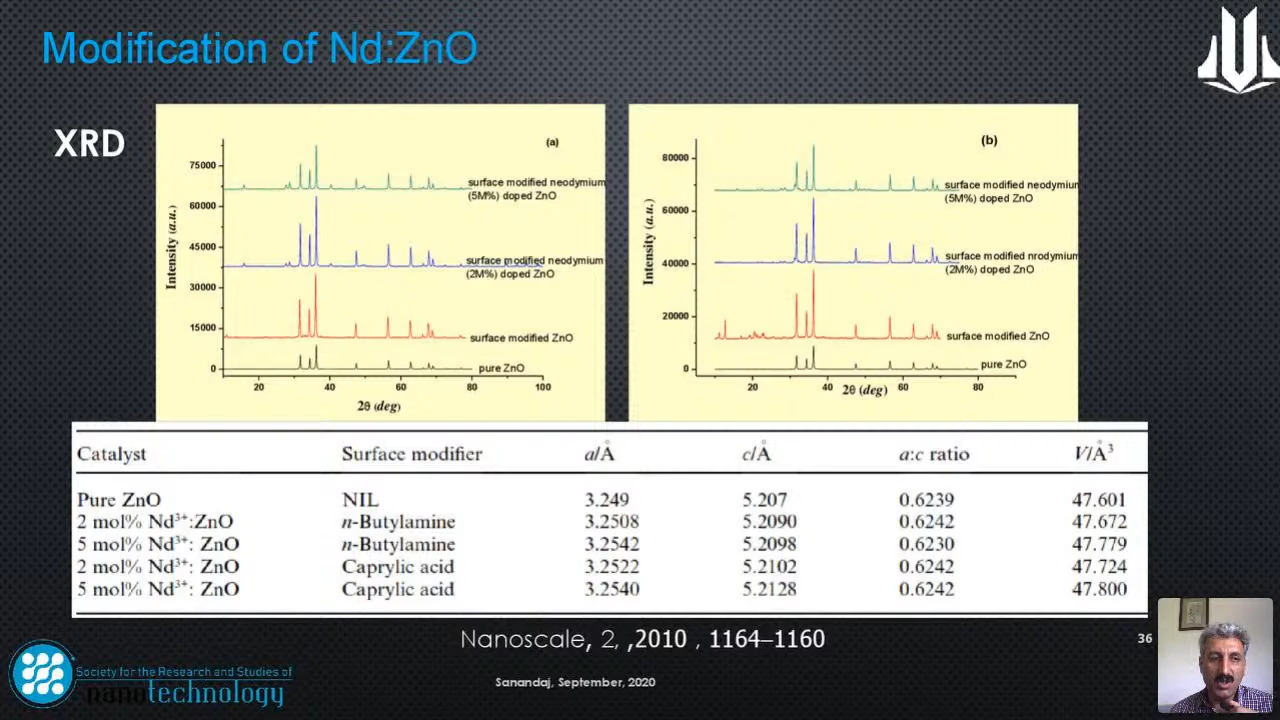 Modification of Nd:ZnO
XRD
(a)
75000
60000
45000
30000
15000
0
Intensity (a.u.)
surface modified neodymium
(5M%) doped ZnO
surface modified neodymium
(2M%) doped ZnO
surface modified ZnO
pure ZnO
20 40 60 80 100
2θ (deg)
(b)
80000
60000
40000
20000
0
Intensity (a.u.)
surface modified neodymium
(5M%) doped ZnO
surface modified nrodymium
(2M%) doped ZnO
surface modified ZnO
pure ZnO
20 40 60 80
2θ (deg)
Catalyst Surface modifier a/Å c/Å a:c ratio V/Å³
Pure ZnO NIL 3.249 5.207 0.6239 47.601
2 mol% Nd³⁺:ZnO n-Butylamine 3.2508 5.2090 0.6242 47.672
5 mol% Nd³⁺: ZnO n-Butylamine 3.2542 5.2098 0.6230 47.779
2 mol% Nd³⁺: ZnO Caprylic acid 3.2522 5.2102 0.6242 47.724
5 mol% Nd³⁺: ZnO Caprylic acid 3.2540 5.2128 0.6242 47.800
Nanoscale, 2, ,2010 , 1164–1160
36
Society for the Research and Studies of
nanotechnology
Sanandaj, September, 2020